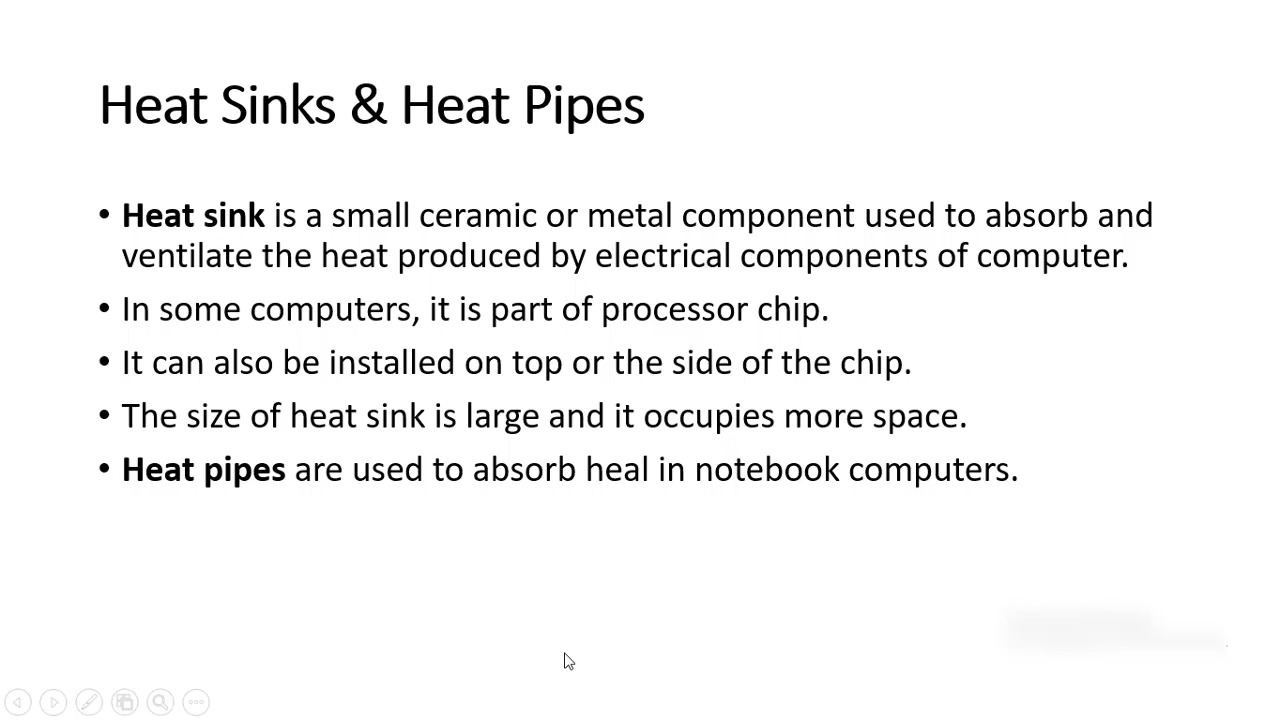 Heat Sinks & Heat Pipes
• Heat sink is a small ceramic or metal component used to absorb and
ventilate the heat produced by electrical components of computer.
• In some computers, it is part of processor chip.
• It can also be installed on top or the side of the chip.
• The size of heat sink is large and it occupies more space.
• Heat pipes are used to absorb heal in notebook computers.